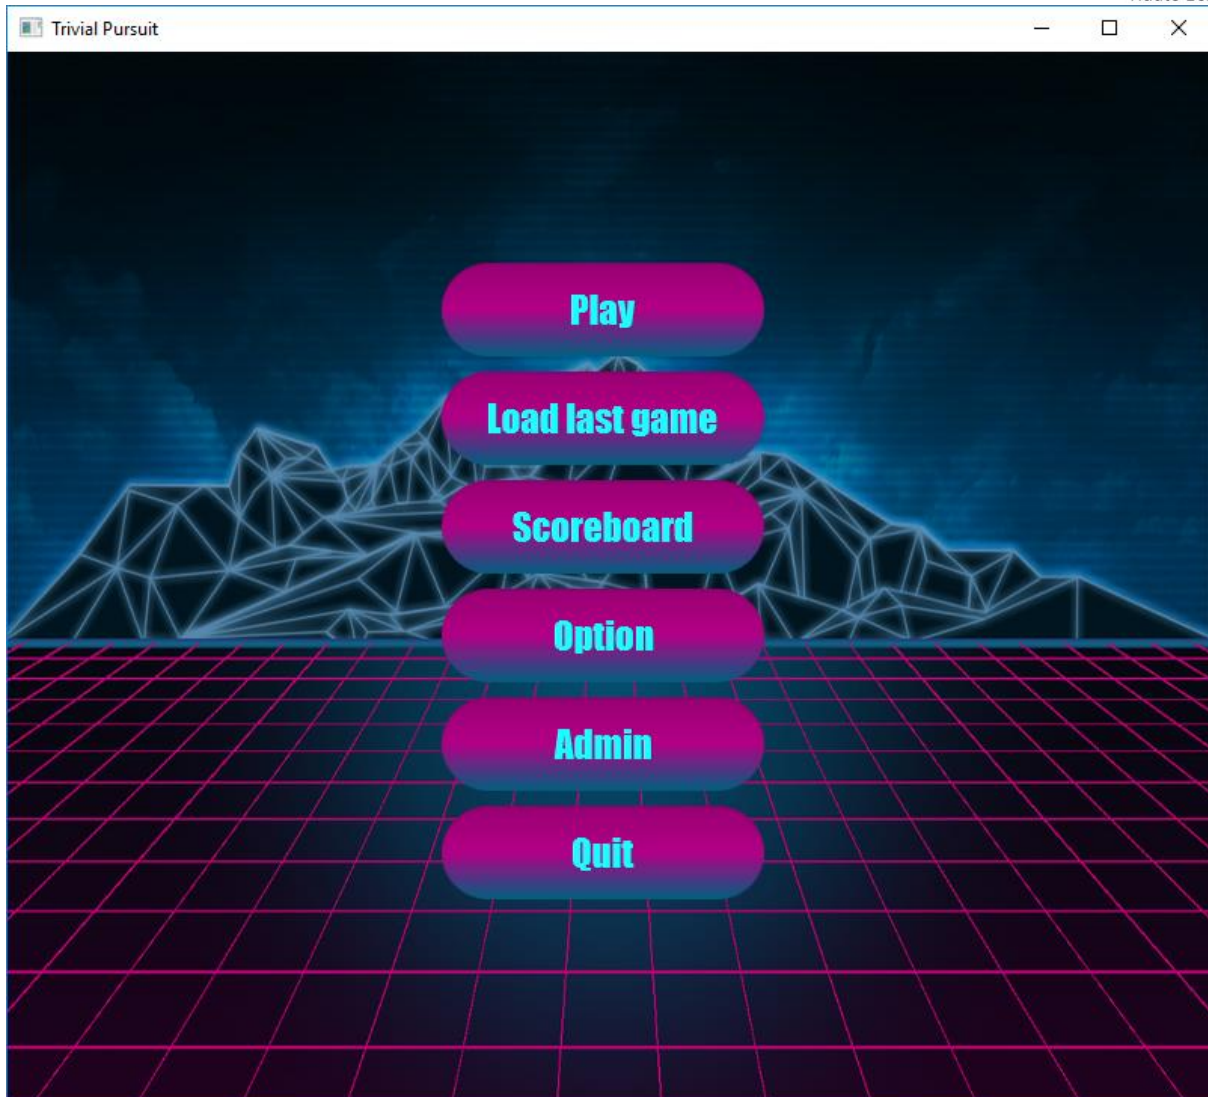 Trivial Pursuit
Play
Load last game
Scoreboard
Option
Admin
Quit